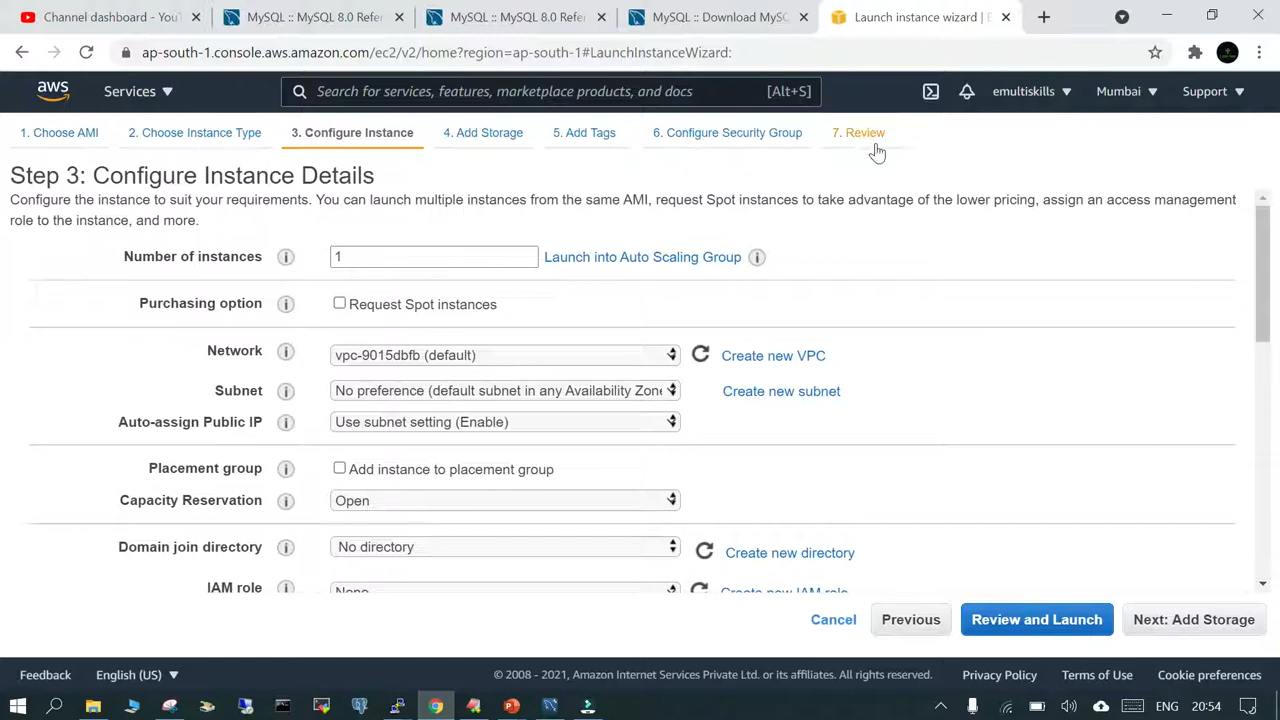 Channel dashboard - YouT
MySQL :: MySQL 8.0 Refer
MySQL :: MySQL 8.0 Refer
MySQL :: Download MySQ
Launch instance wizard | E
ap-south-1.console.aws.amazon.com/ec2/v2/home?region=ap-south-1#LaunchInstanceWizard:
aws
Services
Search for services, features, marketplace products, and docs
[Alt+S]
emultiskills
Mumbai
Support
1. Choose AMI
2. Choose Instance Type
3. Configure Instance
4. Add Storage
5. Add Tags
6. Configure Security Group
7. Review
Step 3: Configure Instance Details
Configure the instance to suit your requirements. You can launch multiple instances from the same AMI, request Spot instances to take advantage of the lower pricing, assign an access management
role to the instance, and more.
Number of instances
1
Launch into Auto Scaling Group
Purchasing option
Request Spot instances
Network
vpc-9015dbfb (default)
Create new VPC
Subnet
No preference (default subnet in any Availability Zone
Create new subnet
Auto-assign Public IP
Use subnet setting (Enable)
Placement group
Add instance to placement group
Capacity Reservation
Open
Domain join directory
No directory
Create new directory
IAM role
None
Create new IAM role
Cancel
Previous
Review and Launch
Next: Add Storage
Feedback
English (US)
© 2008 - 2021, Amazon Internet Services Private Ltd. or its affiliates. All rights reserved.
Privacy Policy
Terms of Use
Cookie preferences
ENG
20:54